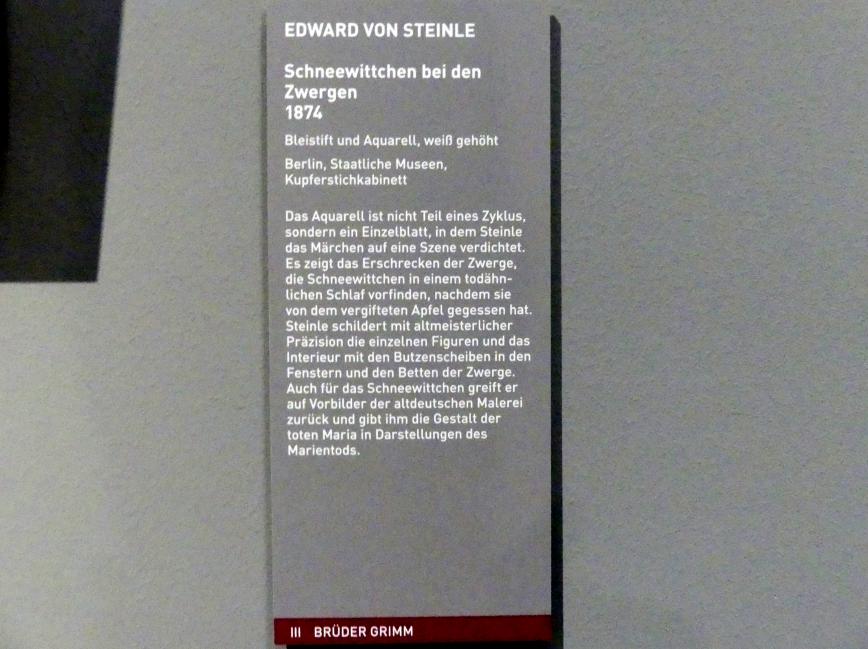 EDWARD VON STEINLE
Schneewittchen bei den
Zwergen
1874
Bleistift und Aquarell, weiß gehöht
Berlin, Staatliche Museen,
Kupferstichkabinett
Das Aquarell ist nicht Teil eines Zyklus,
sondern ein Einzelblatt, in dem Steinle
das Märchen auf eine Szene verdichtet.
Es zeigt das Erschrecken der Zwerge,
die Schneewittchen in einem todähn-
lichen Schlaf vorfinden, nachdem sie
von dem vergifteten Apfel gegessen hat.
Steinle schildert mit altmeisterlicher
Präzision die einzelnen Figuren und das
Interieur mit den Butzenscheiben in den
Fenstern und den Betten der Zwerge.
Auch für das Schneewittchen greift er
auf Vorbilder der altdeutschen Malerei
zurück und gibt ihm die Gestalt der
toten Maria in Darstellungen des
Marientods.
III BRÜDER GRIMM